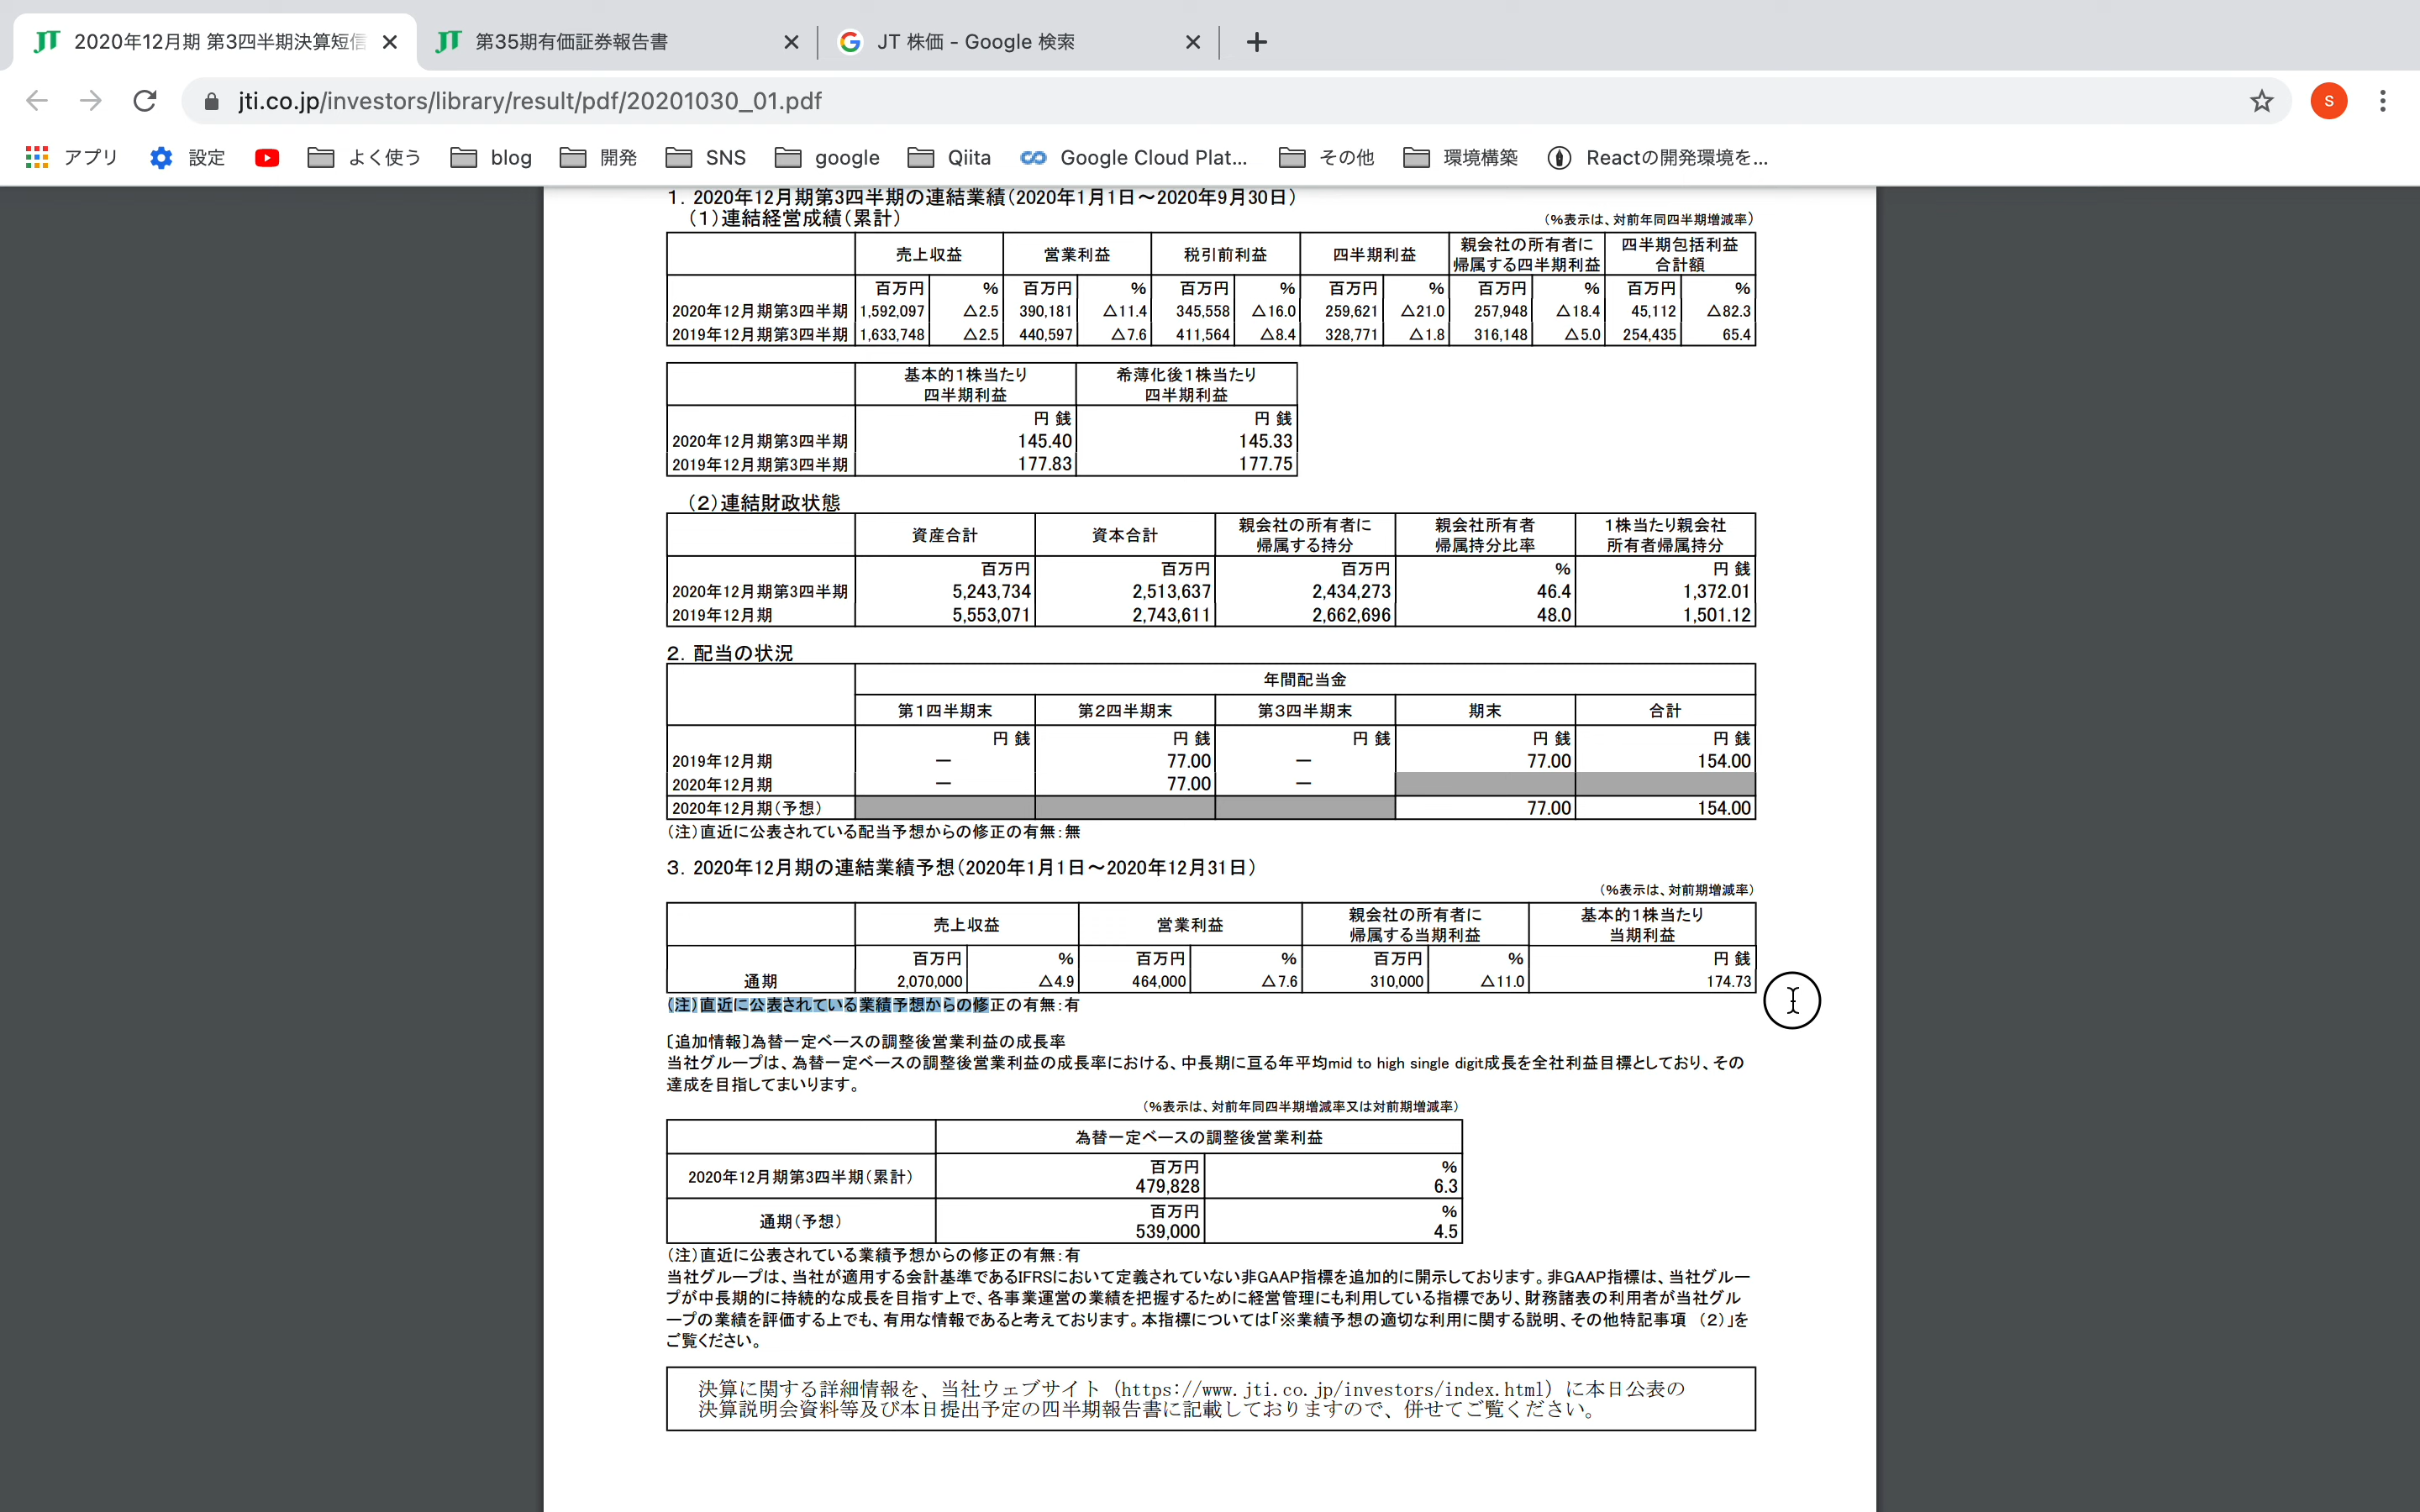 JT 2020年12月期 第3四半期決算短信 JT 第35期有価証券報告書 G JT 株価 - Google 検索
jti.co.jp/investors/library/result/pdf/20201030_01.pdf S
アプリ 設定 よく使う blog 開発 SNS google Qiita Google Cloud Plat... その他 環境構築 Reactの開発環境を...
1. 2020年12月期第3四半期の連結業績(2020年1月1日～2020年9月30日)
(1)連結経営成績(累計) (%表示は、対前年同四半期増減率)
売上収益 営業利益 税引前利益 四半期利益 親会社の所有者に帰属する四半期利益 四半期包括利益合計額
百万円 % 百万円 % 百万円 % 百万円 % 百万円 % 百万円 %
2020年12月期第3四半期 1,592,097 △2.5 390,181 △11.4 345,558 △16.0 259,621 △21.0 257,948 △18.4 45,112 △82.3
2019年12月期第3四半期 1,633,748 △2.5 440,597 △7.6 411,564 △8.4 328,771 △1.8 316,148 △5.0 254,435 65.4
基本的1株当たり四半期利益 希薄化後1株当たり四半期利益
円 銭 円 銭
2020年12月期第3四半期 145.40 145.33
2019年12月期第3四半期 177.83 177.75
(2)連結財政状態
資産合計 資本合計 親会社の所有者に帰属する持分 親会社所有者帰属持分比率 1株当たり親会社所有者帰属持分
百万円 百万円 百万円 % 円 銭
2020年12月期第3四半期 5,243,734 2,513,637 2,434,273 46.4 1,372.01
2019年12月期 5,553,071 2,743,611 2,662,696 48.0 1,501.12
2. 配当の状況
年間配当金
第1四半期末 第2四半期末 第3四半期末 期末 合計
円 銭 円 銭 円 銭 円 銭 円 銭
2019年12月期 － 77.00 － 77.00 154.00
2020年12月期 － 77.00 －
2020年12月期(予想) 77.00 154.00
(注)直近に公表されている配当予想からの修正の有無:無
3. 2020年12月期の連結業績予想(2020年1月1日～2020年12月31日)
(%表示は、対前期増減率)
売上収益 営業利益 親会社の所有者に帰属する当期利益 基本的1株当たり当期利益
百万円 % 百万円 % 百万円 % 円 銭
通期 2,070,000 △4.9 464,000 △7.6 310,000 △11.0 174.73
(注)直近に公表されている業績予想からの修正の有無:有
〔追加情報〕為替一定ベースの調整後営業利益の成長率
当社グループは、為替一定ベースの調整後営業利益の成長率における、中長期に亘る年平均mid to high single digit成長を全社利益目標としており、その
達成を目指してまいります。
(%表示は、対前年同四半期増減率又は対前期増減率)
為替一定ベースの調整後営業利益
百万円 %
2020年12月期第3四半期(累計) 479,828 6.3
百万円 %
通期(予想) 539,000 4.5
(注)直近に公表されている業績予想からの修正の有無:有
当社グループは、当社が適用する会計基準であるIFRSにおいて定義されていない非GAAP指標を追加的に開示しております。非GAAP指標は、当社グルー
プが中長期的に持続的な成長を目指す上で、各事業運営の業績を把握するために経営管理にも利用している指標であり、財務諸表の利用者が当社グル
ープの業績を評価する上でも、有用な情報であると考えております。本指標については「※業績予想の適切な利用に関する説明、その他特記事項 (2)」を
ご覧ください。
決算に関する詳細情報を、当社ウェブサイト (https://www.jti.co.jp/investors/index.html) に本日公表の
決算説明会資料等及び本日提出予定の四半期報告書に記載しておりますので、併せてご覧ください。